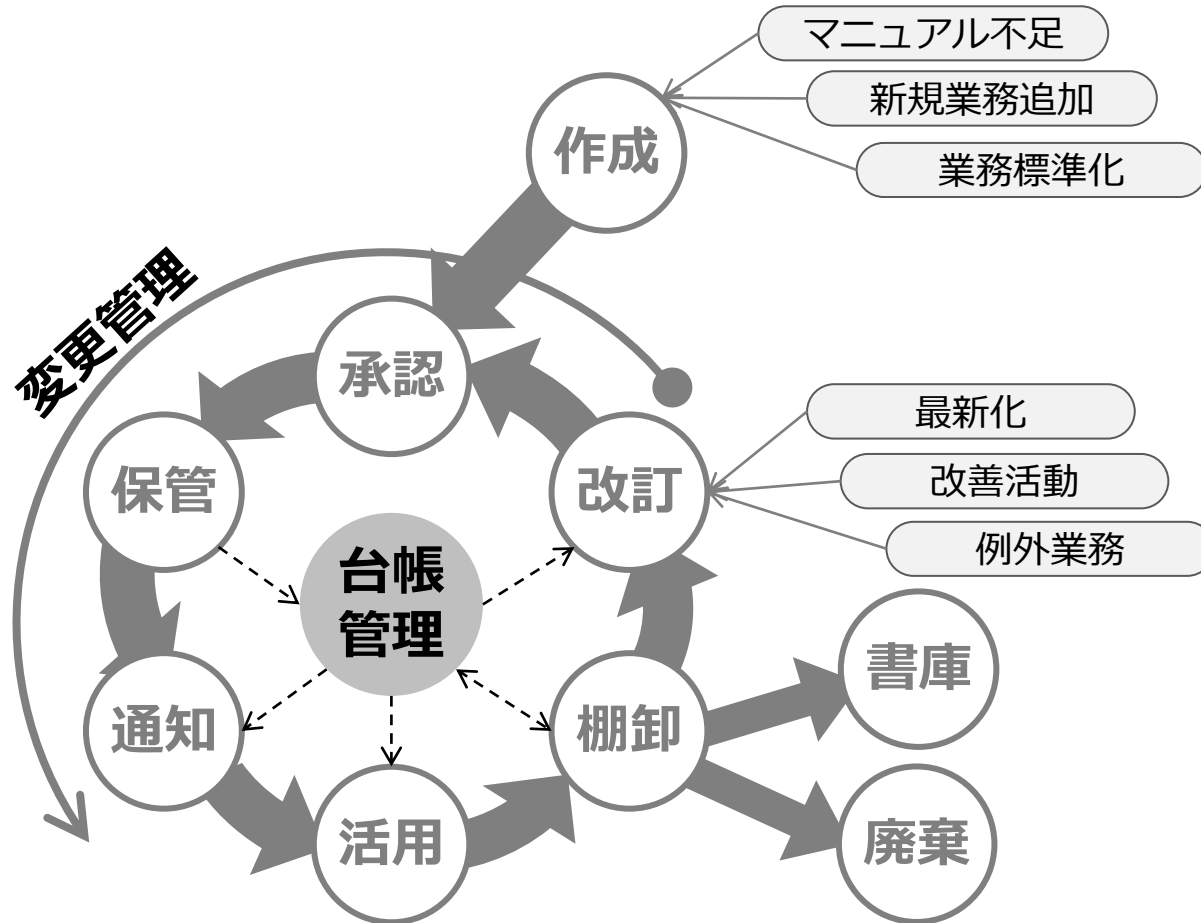 マニュアル不足
新規業務追加
作成
業務標準化
変更管理
承認
最新化
保管
改訂
改善活動
例外業務
台帳
管理
書庫
通知
棚卸
活用
廃棄